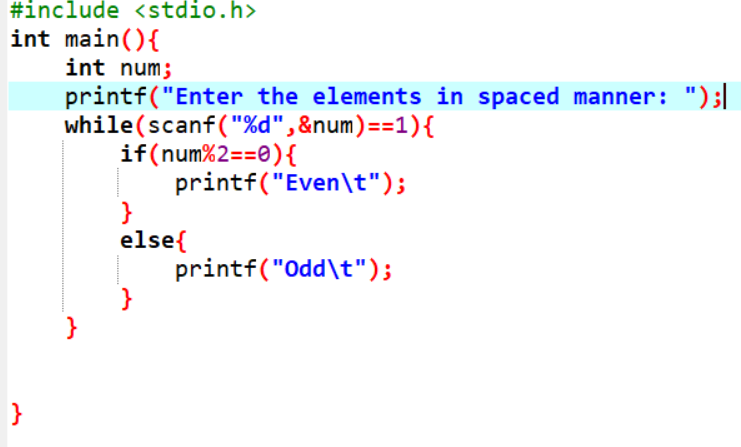 #include <stdio.h>
int main(){
    int num;
    printf("Enter the elements in spaced manner: ");
    while(scanf("%d",&num)==1){
        if(num%2==0){
            printf("Even\t");
        }
        else{
            printf("Odd\t");
        }
    }
}